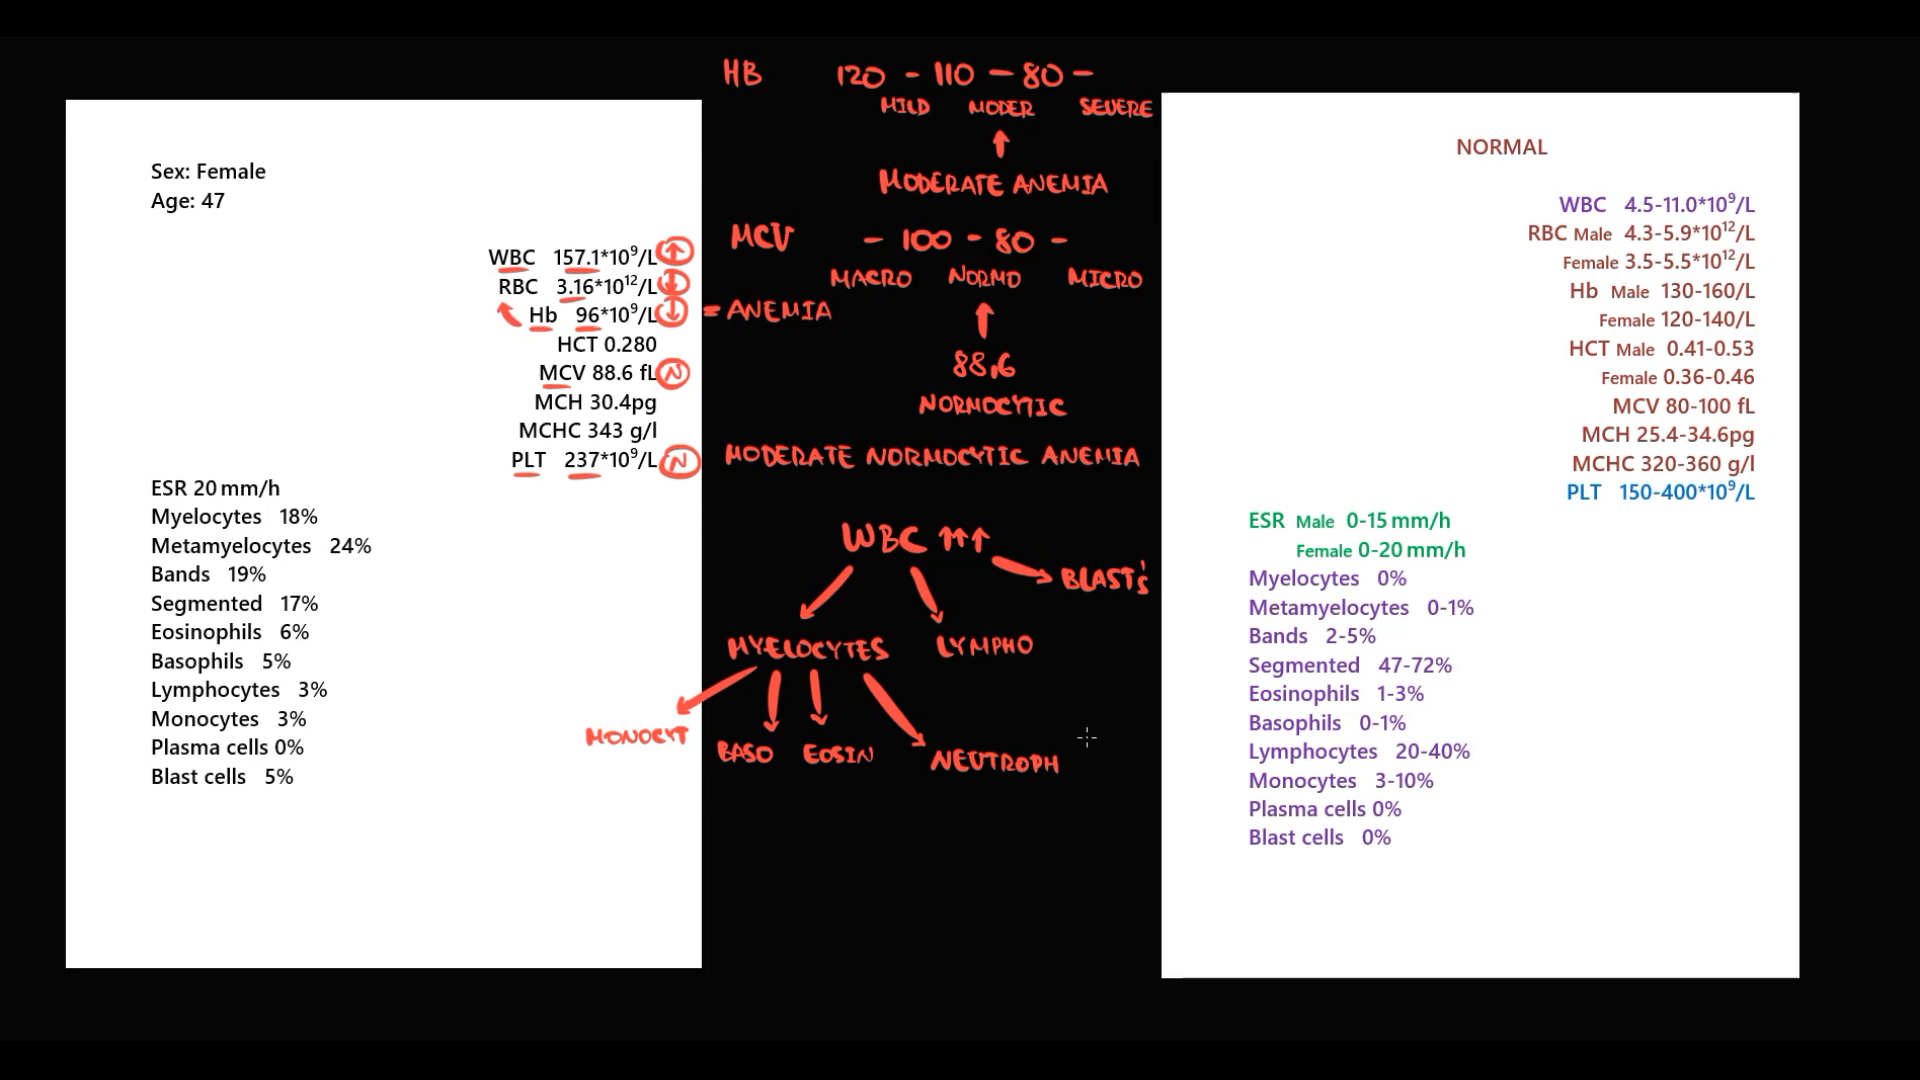 Sex: Female
Age: 47
WBC 157.1*10⁹/L ↑
RBC 3.16*10¹²/L ↓
Hb 96*10⁹/L ↓
HCT 0.280
MCV 88.6 fL N
MCH 30.4pg
MCHC 343 g/l
PLT 237*10⁹/L N
ESR 20 mm/h
Myelocytes 18%
Metamyelocytes 24%
Bands 19%
Segmented 17%
Eosinophils 6%
Basophils 5%
Lymphocytes 3%
Monocytes 3%
Plasma cells 0%
Blast cells 5%
HB 120 - 110 - 80 -
MILD MODER SEVERE
MODERATE ANEMIA
MCV - 100 - 80 -
MACRO NORMO MICRO
= ANEMIA
88,6
NORMOCYTIC
MODERATE NORMOCYTIC ANEMIA
WBC ↑↑↑
BLAST's
MYELOCYTES LYMPHO
MONOCYT BASO EOSIN NEUTROPH
NORMAL
WBC 4.5-11.0*10⁹/L
RBC Male 4.3-5.9*10¹²/L
Female 3.5-5.5*10¹²/L
Hb Male 130-160/L
Female 120-140/L
HCT Male 0.41-0.53
Female 0.36-0.46
MCV 80-100 fL
MCH 25.4-34.6pg
MCHC 320-360 g/l
PLT 150-400*10⁹/L
ESR Male 0-15 mm/h
Female 0-20 mm/h
Myelocytes 0%
Metamyelocytes 0-1%
Bands 2-5%
Segmented 47-72%
Eosinophils 1-3%
Basophils 0-1%
Lymphocytes 20-40%
Monocytes 3-10%
Plasma cells 0%
Blast cells 0%